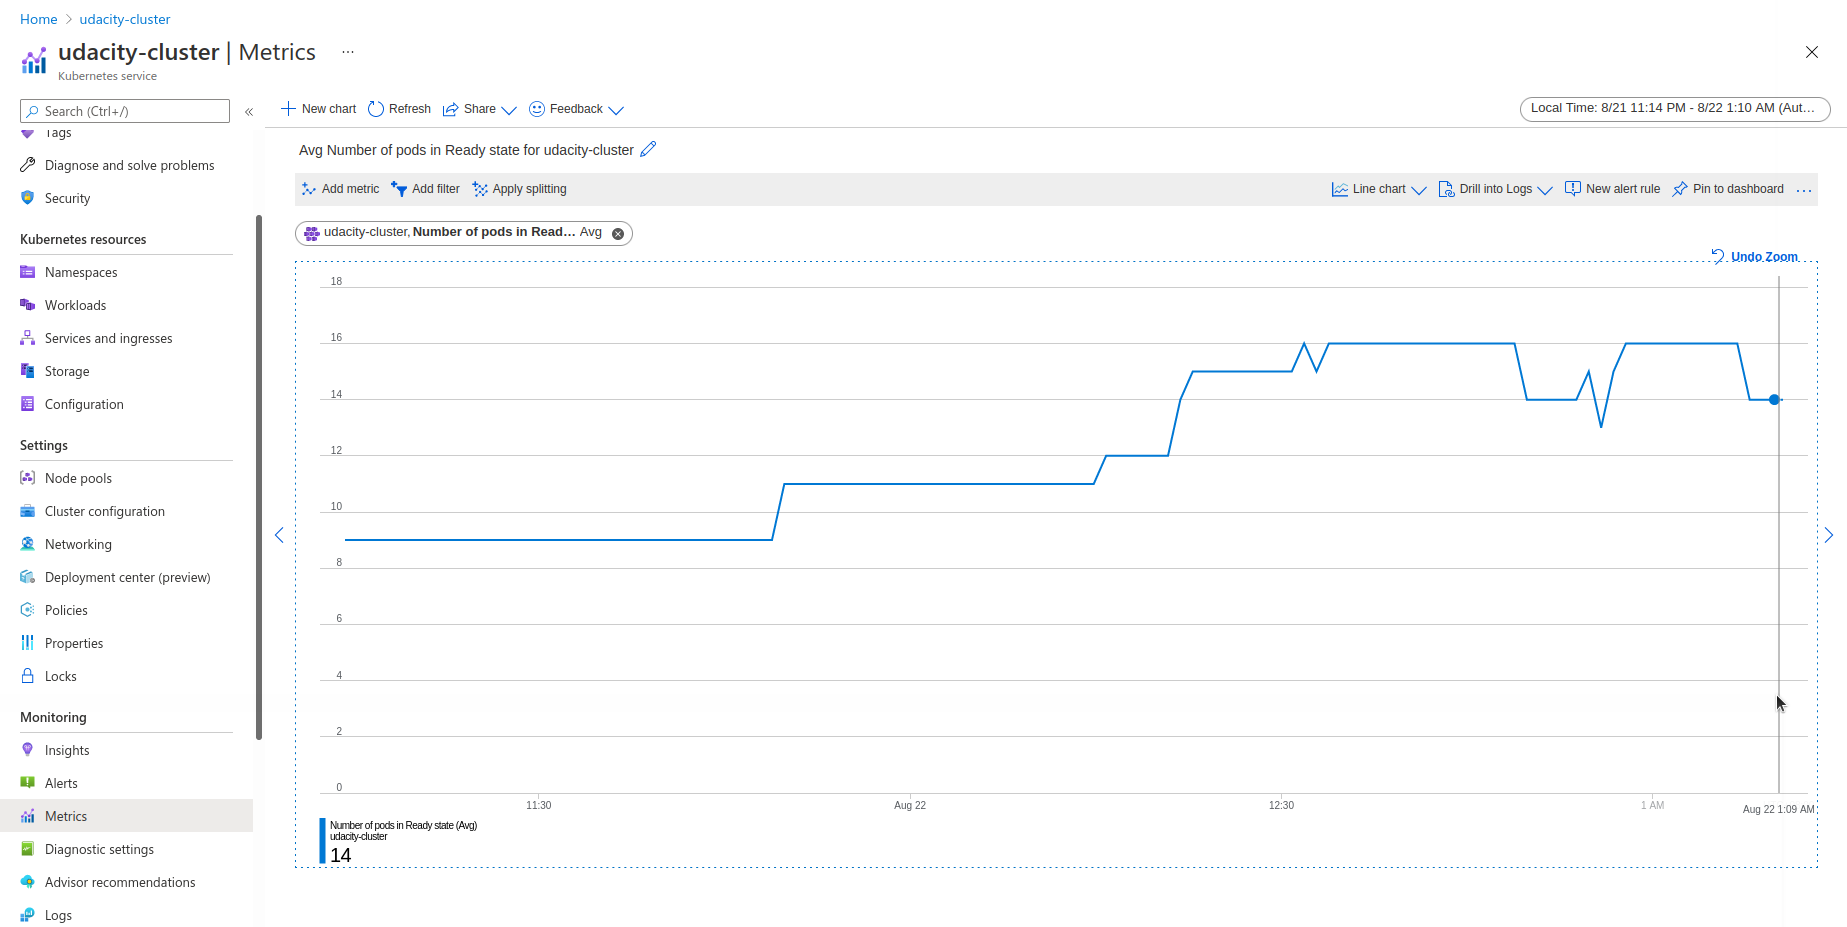 Home > udacity-cluster
udacity-cluster | Metrics ...
Kubernetes service
Search (Ctrl+/) «
Tags
Diagnose and solve problems
Security
Kubernetes resources
Namespaces
Workloads
Services and ingresses
Storage
Configuration
Settings
Node pools
Cluster configuration
Networking
Deployment center (preview)
Policies
Properties
Locks
Monitoring
Insights
Alerts
Metrics
Diagnostic settings
Advisor recommendations
Logs
New chart Refresh Share Feedback
Local Time: 8/21 11:14 PM - 8/22 1:10 AM (Aut...
Avg Number of pods in Ready state for udacity-cluster
Add metric Add filter Apply splitting
Line chart Drill into Logs New alert rule Pin to dashboard ...
udacity-cluster, Number of pods in Read... Avg
Undo Zoom
18
16
14
12
10
8
6
4
2
0
11:30 Aug 22 12:30 1 AM Aug 22 1:09 AM
Number of pods in Ready state (Avg)
udacity-cluster
14